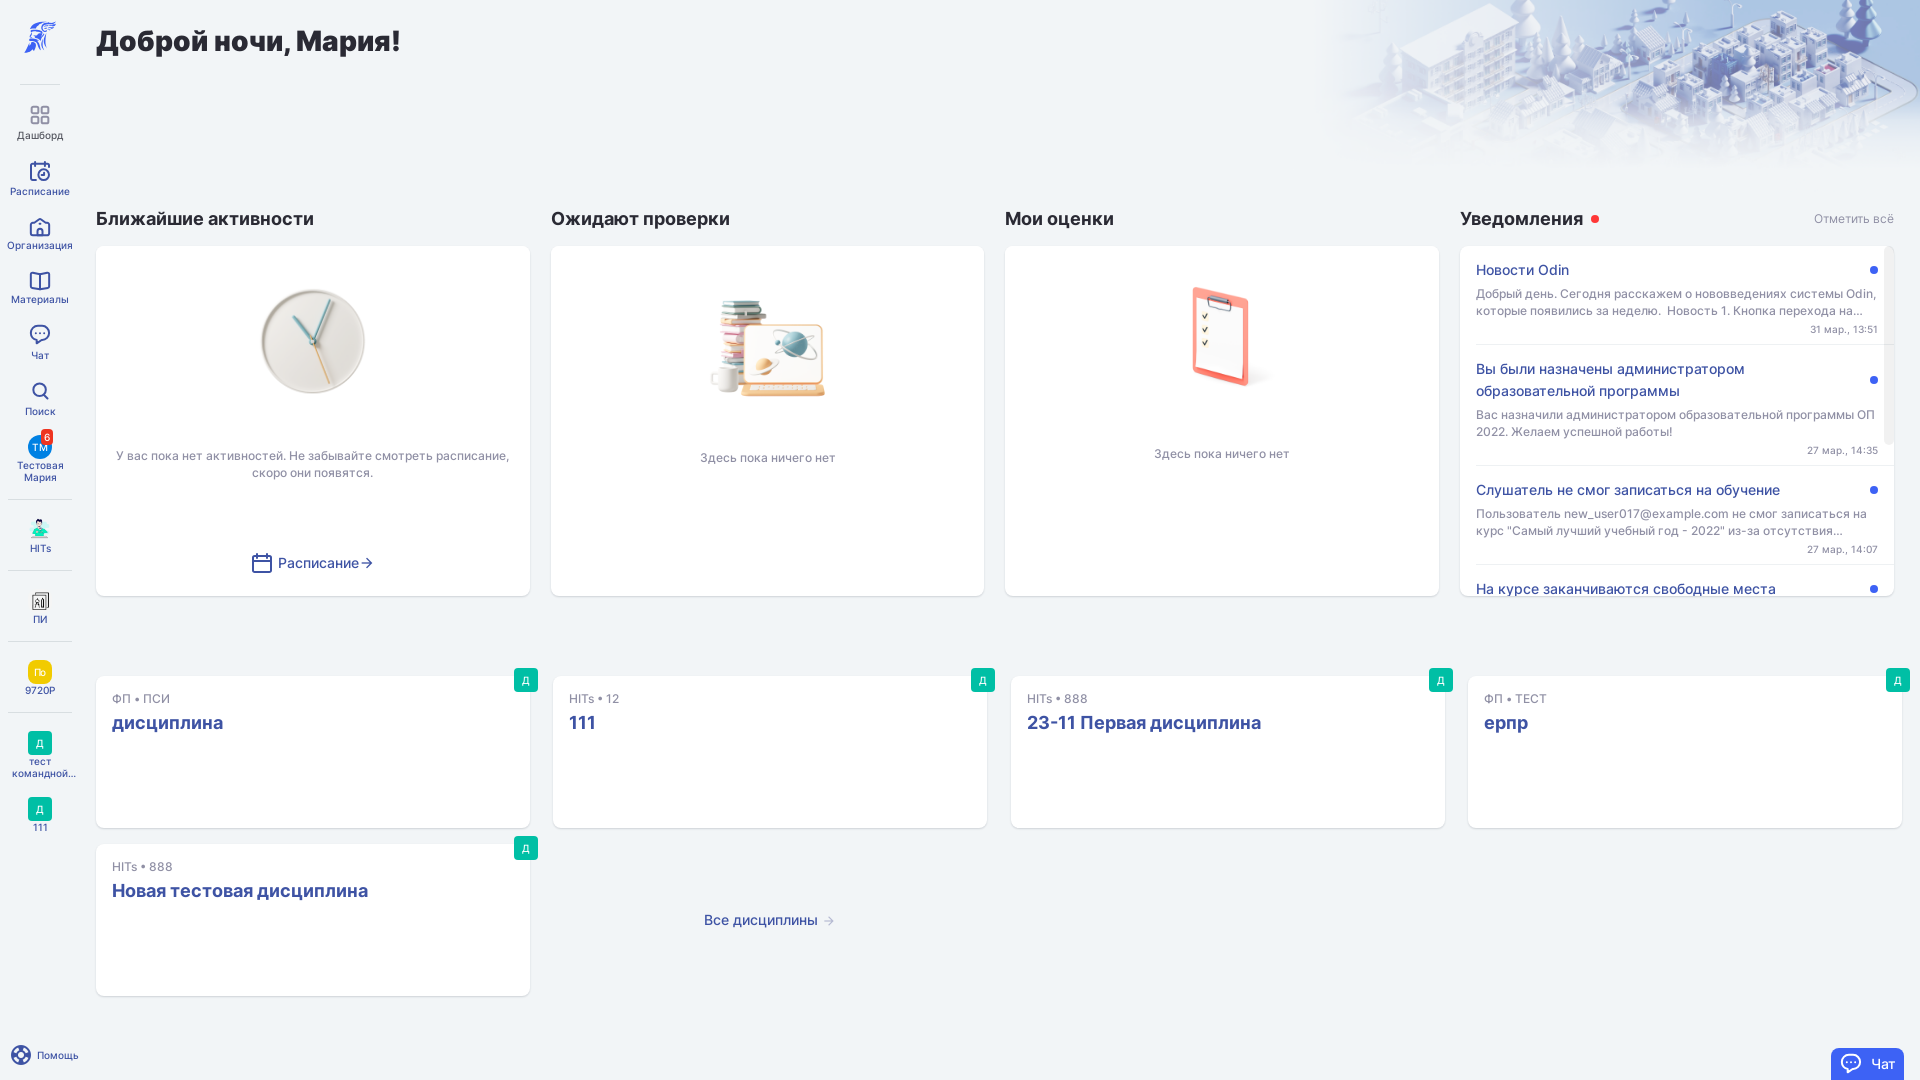 Доброй ночи, Мария!
Дашборд
Расписание
Организация
Материалы
Чат
Поиск
ТМ
6
Тестовая
Мария
HITs
ПИ
По
9720Р
Д
тест
командной...
Д
111
Помощь
Ближайшие активности
У вас пока нет активностей. Не забывайте смотреть расписание,
скоро они появятся.
Расписание
Ожидают проверки
Здесь пока ничего нет
Мои оценки
Здесь пока ничего нет
Уведомления
Отметить всё
Новости Odin
Добрый день. Сегодня расскажем о нововведениях системы Odin,
которые появились за неделю. Новость 1. Кнопка перехода на...
31 мар., 13:51
Вы были назначены администратором
образовательной программы
Вас назначили администратором образовательной программы ОП
2022. Желаем успешной работы!
27 мар., 14:35
Слушатель не смог записаться на обучение
Пользователь new_user017@example.com не смог записаться на
курс "Самый лучший учебный год - 2022" из-за отсутствия...
27 мар., 14:07
На курсе заканчиваются свободные места
Д
ФП • ПСИ
дисциплина
Д
HITs • 12
111
Д
HITs • 888
23-11 Первая дисциплина
Д
ФП • ТЕСТ
ерпр
Д
HITs • 888
Новая тестовая дисциплина
Все дисциплины
Чат